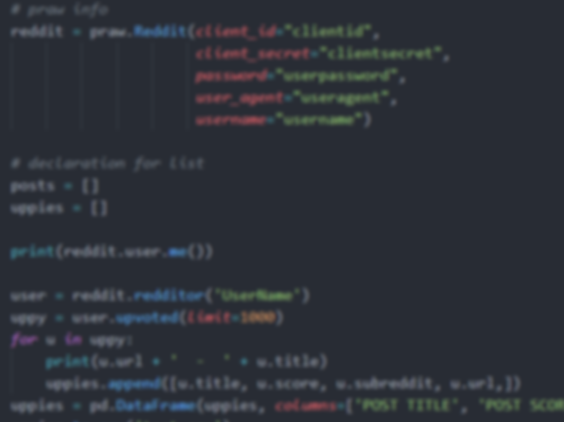 # praw info
reddit = praw.Reddit(client_id="clientid",
client_secret="clientsecret",
password="userpassword",
user_agent="useragent",
username="username")
# declaration for list
posts = []
uppies = []
print(reddit.user.me())
user = reddit.redditor('UserName')
uppy = user.upvoted(limit=1000)
for u in uppy:
print(u.url + ' - ' + u.title)
uppies.append([u.title, u.score, u.subreddit, u.url,])
uppies = pd.DataFrame(uppies, columns=['POST TITLE', 'POST SCOR